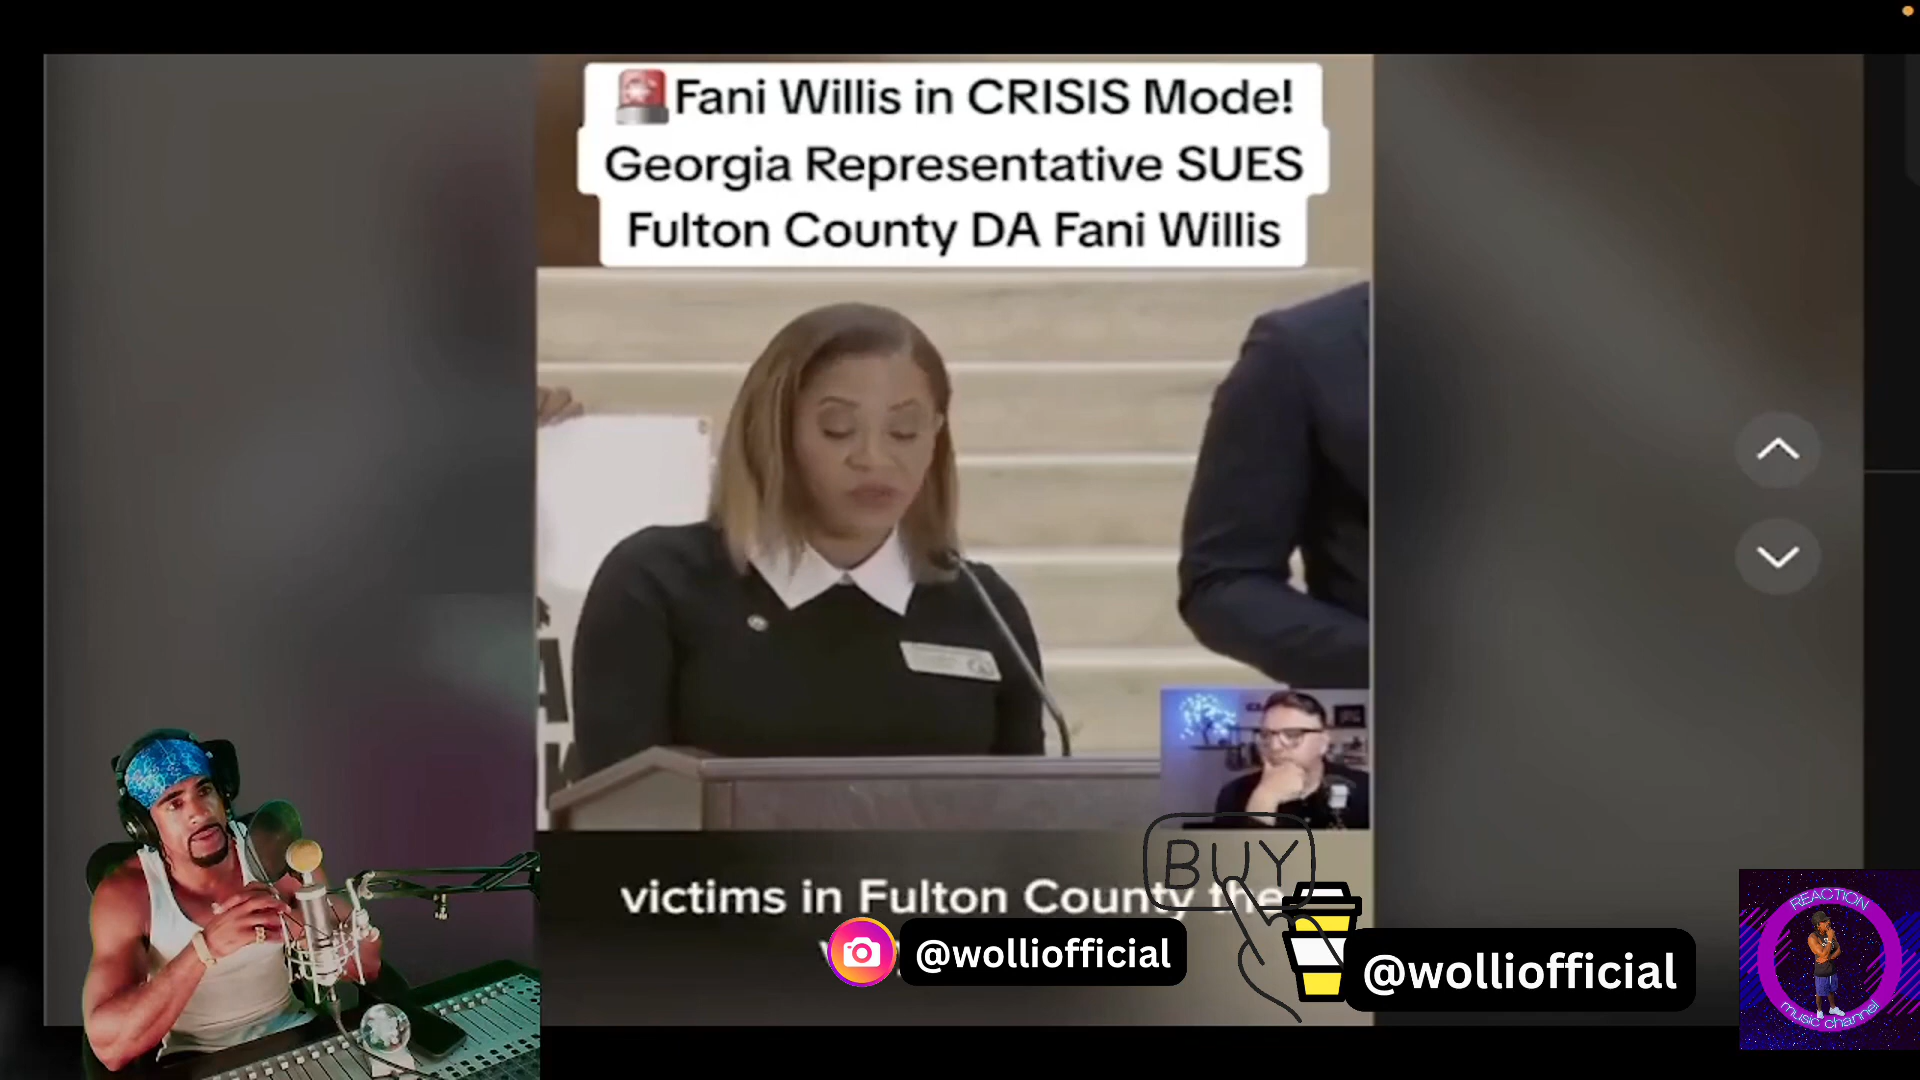 🚨Fani Willis in CRISIS Mode!
Georgia Representative SUES
Fulton County DA Fani Willis
victims in Fulton County the
BUY
@wolliofficial
@wolliofficial
REACTION
music channel